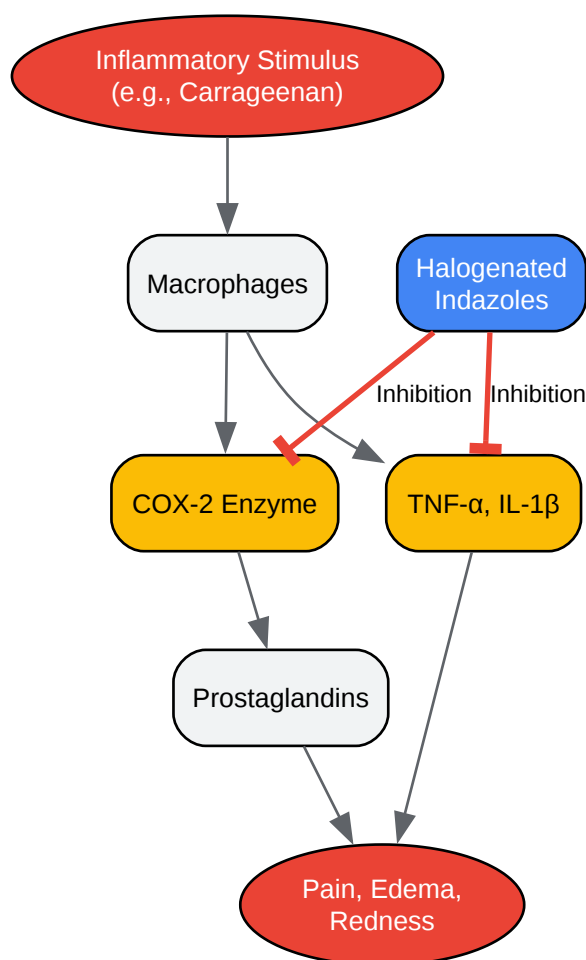 Inflammatory Stimulus
(e.g., Carrageenan)
Macrophages
Halogenated
Indazoles
Inhibition
Inhibition
COX-2 Enzyme
TNF-α, IL-1β
Prostaglandins
Pain, Edema,
Redness